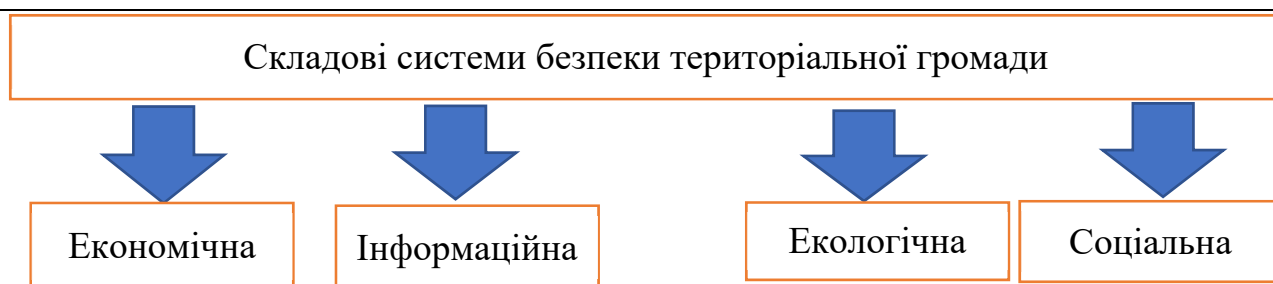 Складові системи безпеки територіальної громади
Економічна
Інформаційна
Екологічна
Соціальна